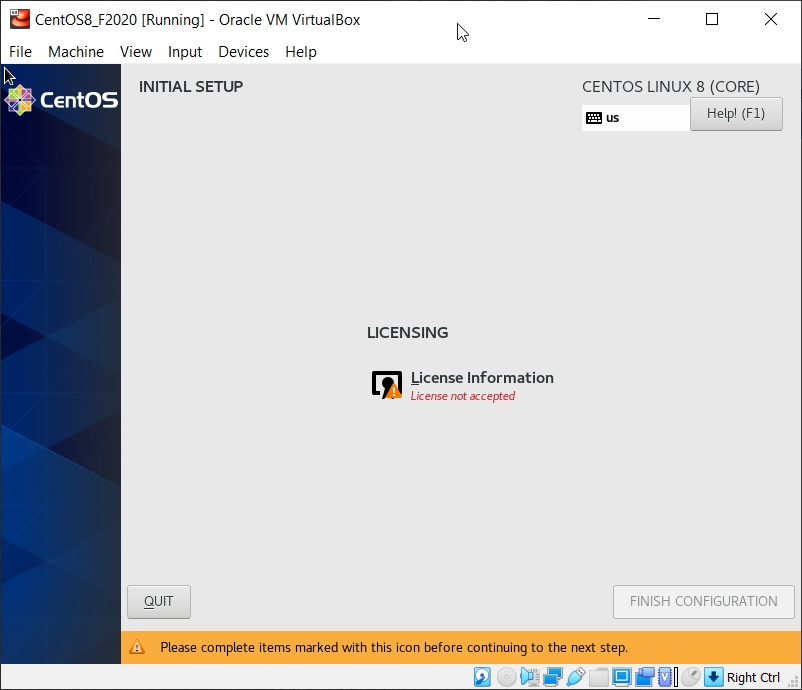 CentOS8_F2020 [Running] - Oracle VM VirtualBox
File Machine View Input Devices Help
CentOS
INITIAL SETUP
CENTOS LINUX 8 (CORE)
us
Help! (F1)
LICENSING
License Information
License not accepted
QUIT
FINISH CONFIGURATION
Please complete items marked with this icon before continuing to the next step.
Right Ctrl